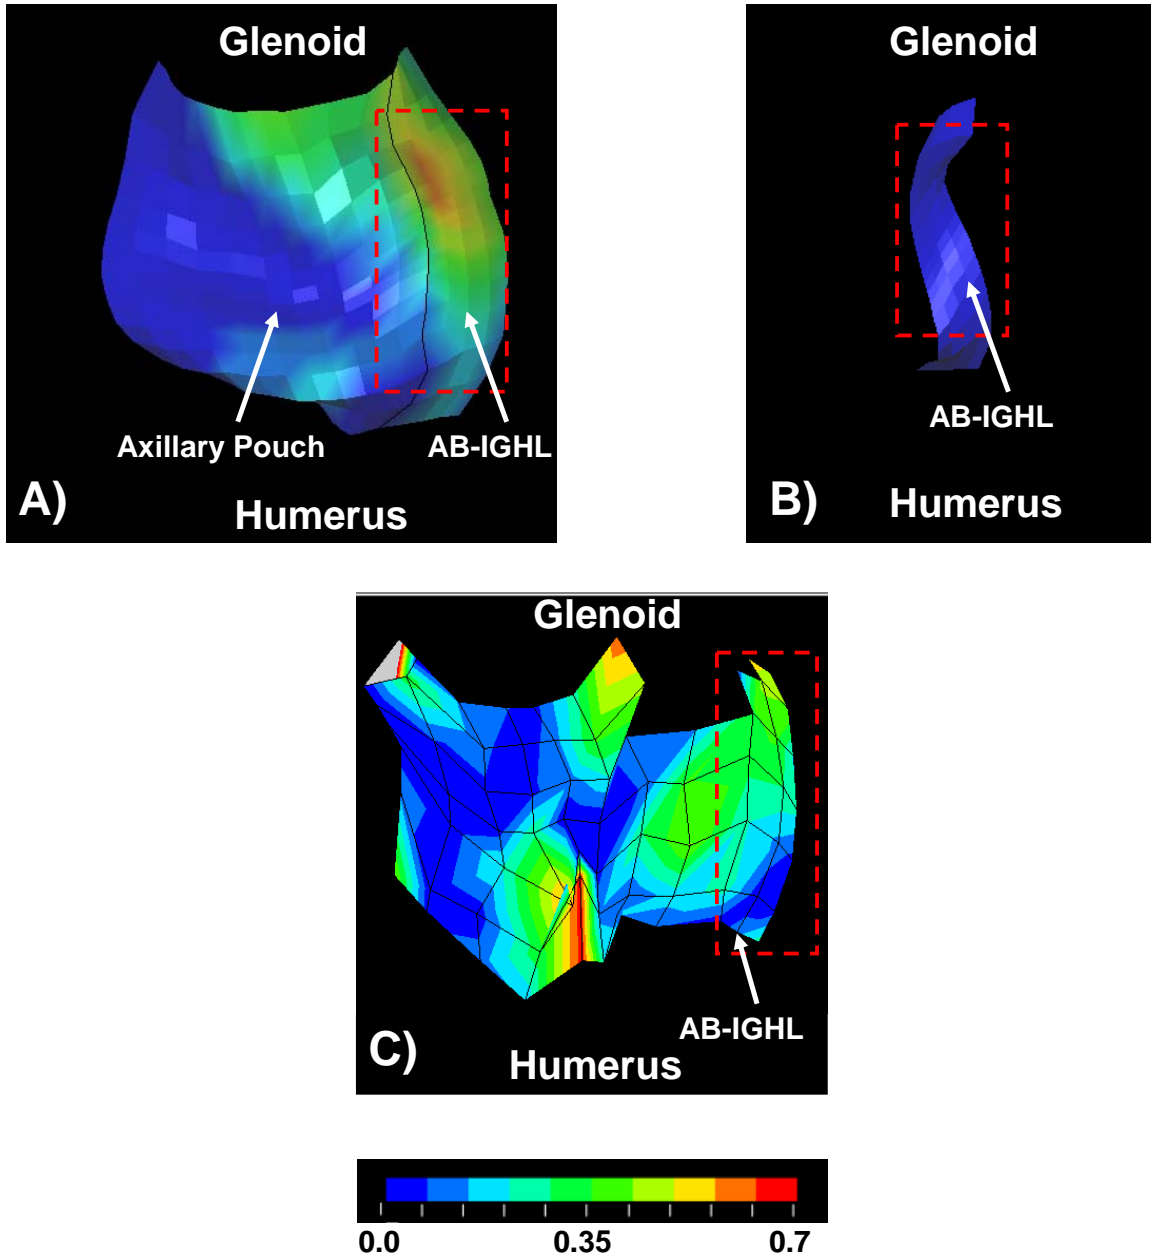 Glenoid
Axillary Pouch
AB-IGHL
A)
Humerus
Glenoid
AB-IGHL
B)
Humerus
Glenoid
AB-IGHL
C)
Humerus
0.0 0.35 0.7